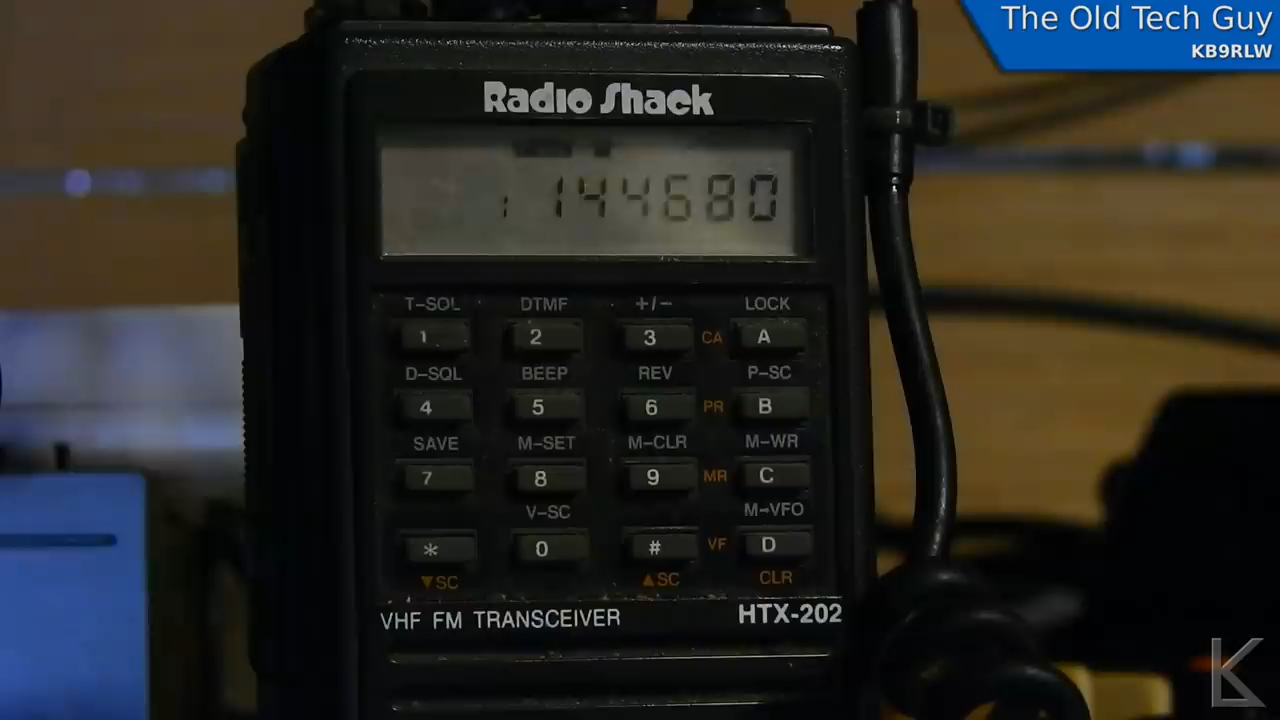 The Old Tech Guy
KB9RLW
Radio Shack
144680
T-SQL DTMF +/- LOCK
1 2 3 CA A
D-SQL BEEP REV P-SC
4 5 6 PR B
SAVE M-SET M-CLR M-WR
7 8 9 MR C
V-SC M-VFO
* 0 # VF D
▼SC ▲SC CLR
VHF FM TRANSCEIVER HTX-202
K